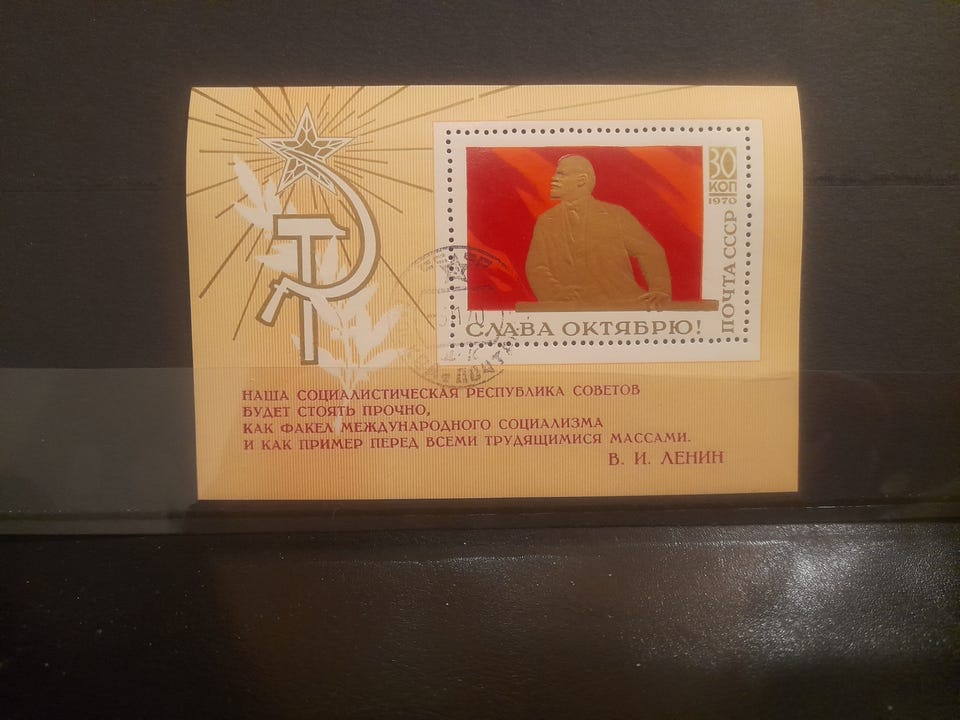 30
КОП
1970
ПОЧТА СССР
СЛАВА ОКТЯБРЮ!
НАША СОЦИАЛИСТИЧЕСКАЯ РЕСПУБЛИКА СОВЕТОВ
БУДЕТ СТОЯТЬ ПРОЧНО,
КАК ФАКЕЛ МЕЖДУНАРОДНОГО СОЦИАЛИЗМА
И КАК ПРИМЕР ПЕРЕД ВСЕМИ ТРУДЯЩИМИСЯ МАССАМИ.
В. И. ЛЕНИН